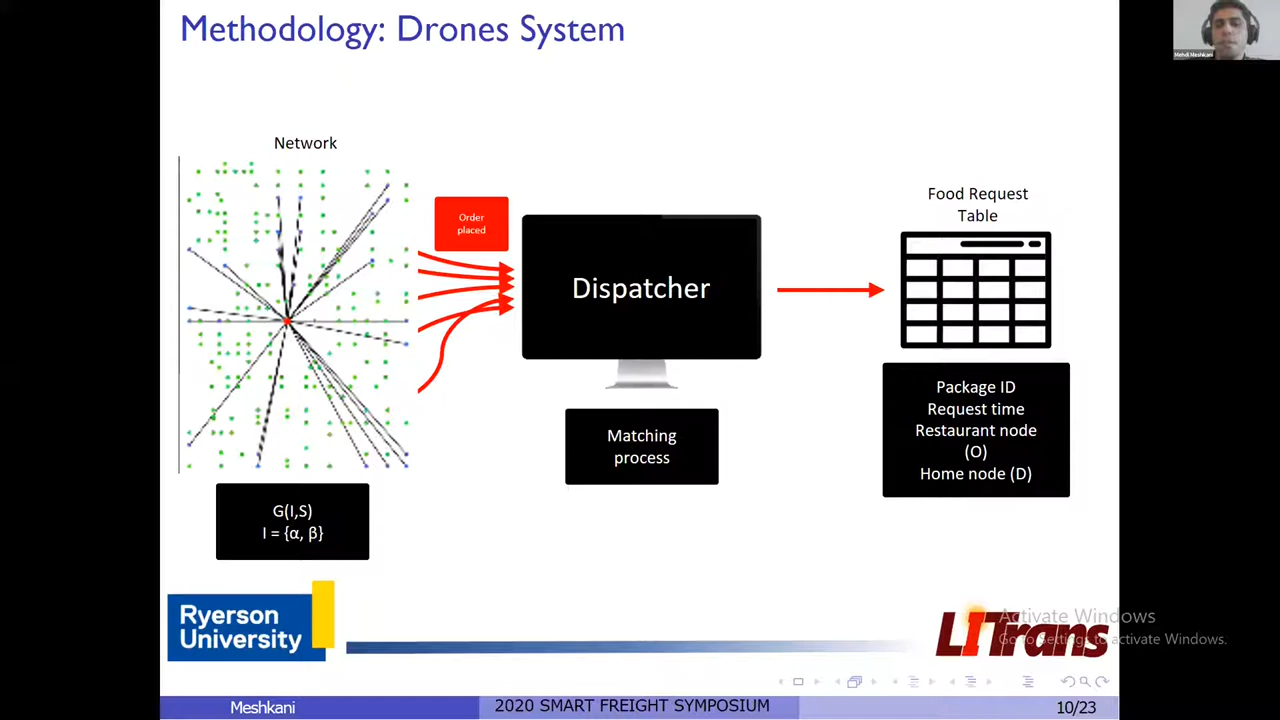 Methodology: Drones System
Mehdi Meshkani
Network
Order
placed
Dispatcher
Matching
process
Food Request
Table
Package ID
Request time
Restaurant node
(O)
Home node (D)
G(I,S)
I = {α, β}
Ryerson
University
LiTrans
Activate Windows
Go to Settings to activate Windows.
Meshkani
2020 SMART FREIGHT SYMPOSIUM
10/23